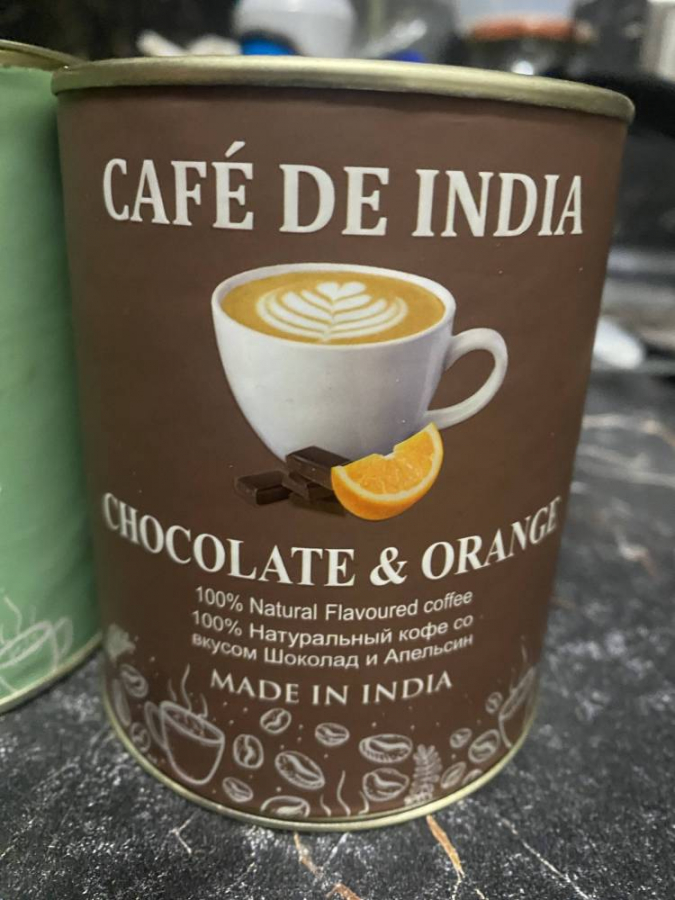 CAFÉ DE INDIA
CHOCOLATE & ORANGE
100% Natural Flavoured coffee
100% Натуральный кофе со
вкусом Шоколад и Апельсин
MADE IN INDIA